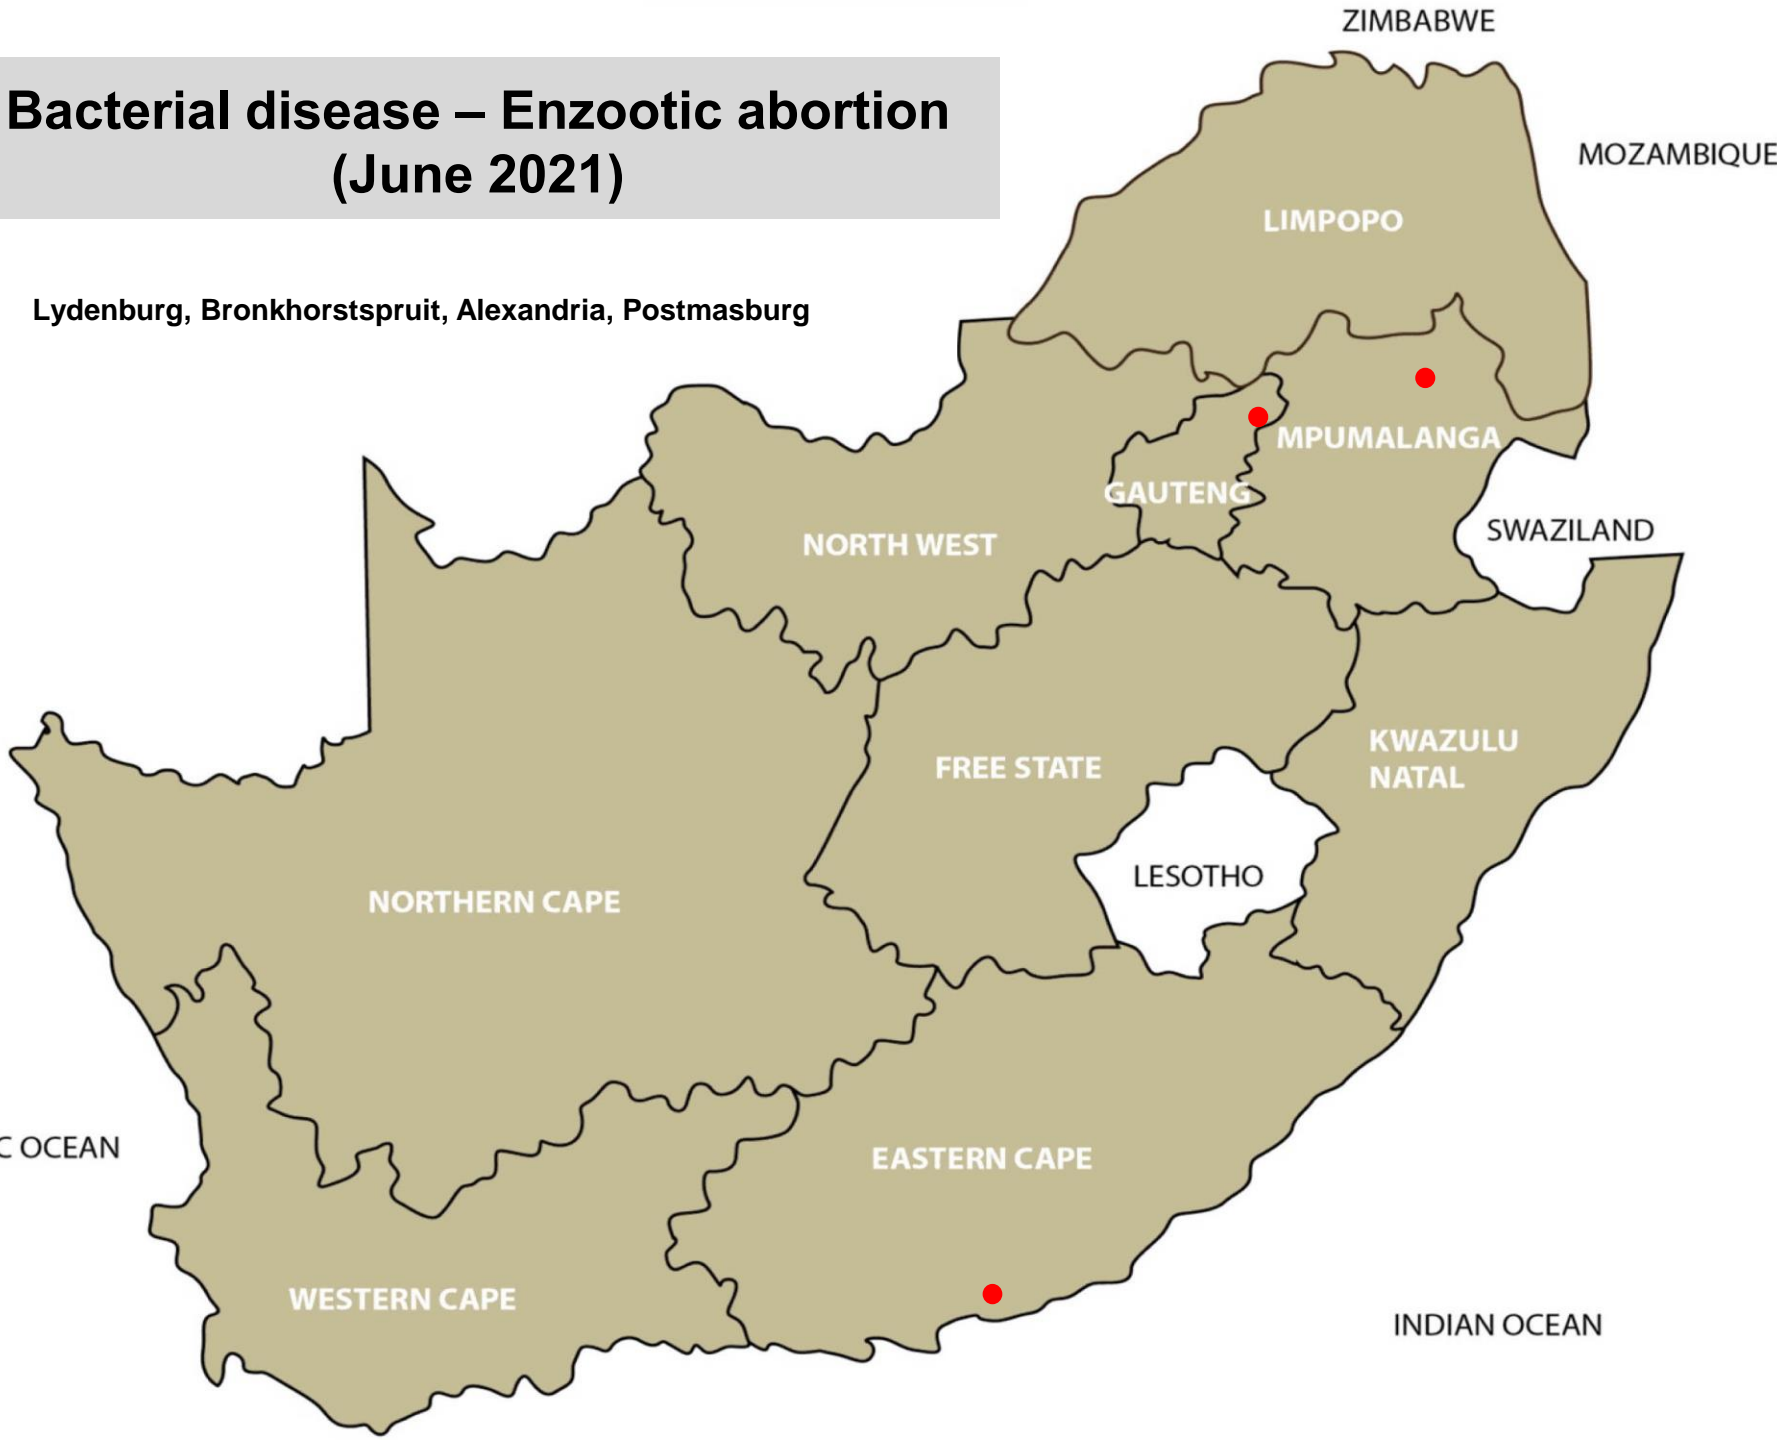 ZIMBABWE
Bacterial disease – Enzootic abortion
(June 2021)
MOZAMBIQUE
LIMPOPO
Lydenburg, Bronkhorstspruit, Alexandria, Postmasburg
MPUMALANGA
GAUTENG
SWAZILAND
NORTH WEST
KWAZULU
NATAL
FREE STATE
LESOTHO
NORTHERN CAPE
C OCEAN
EASTERN CAPE
WESTERN CAPE
INDIAN OCEAN